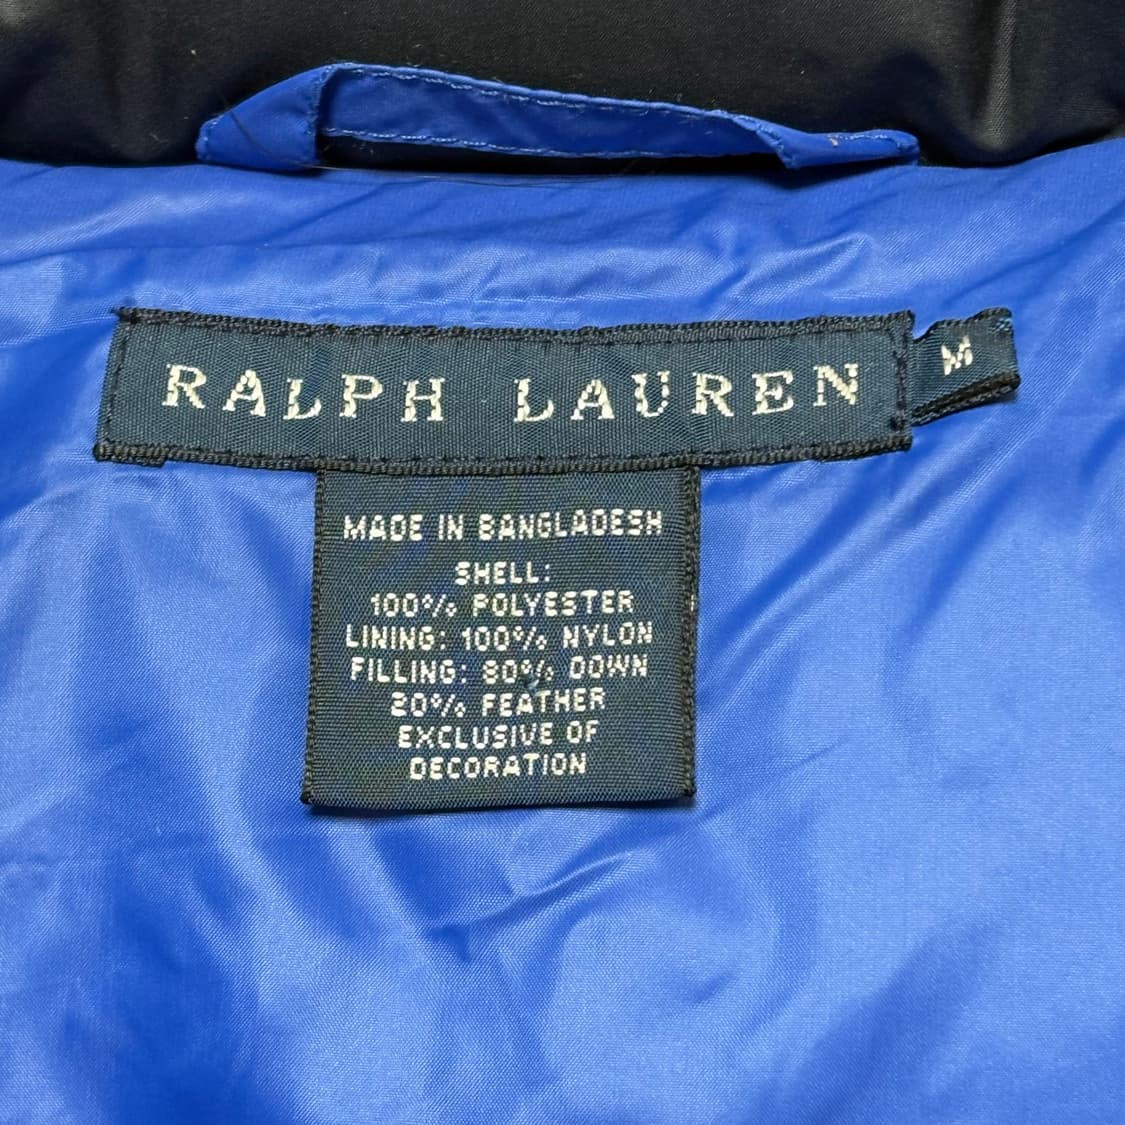 RALPH LAUREN
M
MADE IN BANGLADESH
SHELL:
100% POLYESTER
LINING: 100% NYLON
FILLING: 80% DOWN
20% FEATHER
EXCLUSIVE OF
DECORATION